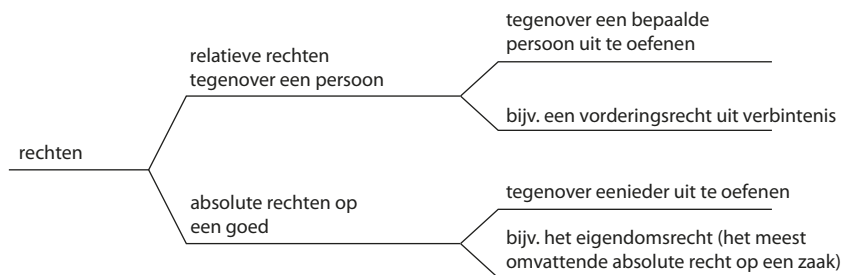 tegenover een bepaalde
persoon uit te oefenen
relatieve rechten
tegenover een persoon
bijv. een vorderingsrecht uit verbintenis
rechten
tegenover eenieder uit te oefenen
absolute rechten op
een goed
bijv. het eigendomsrecht (het meest
omvattende absolute recht op een zaak)